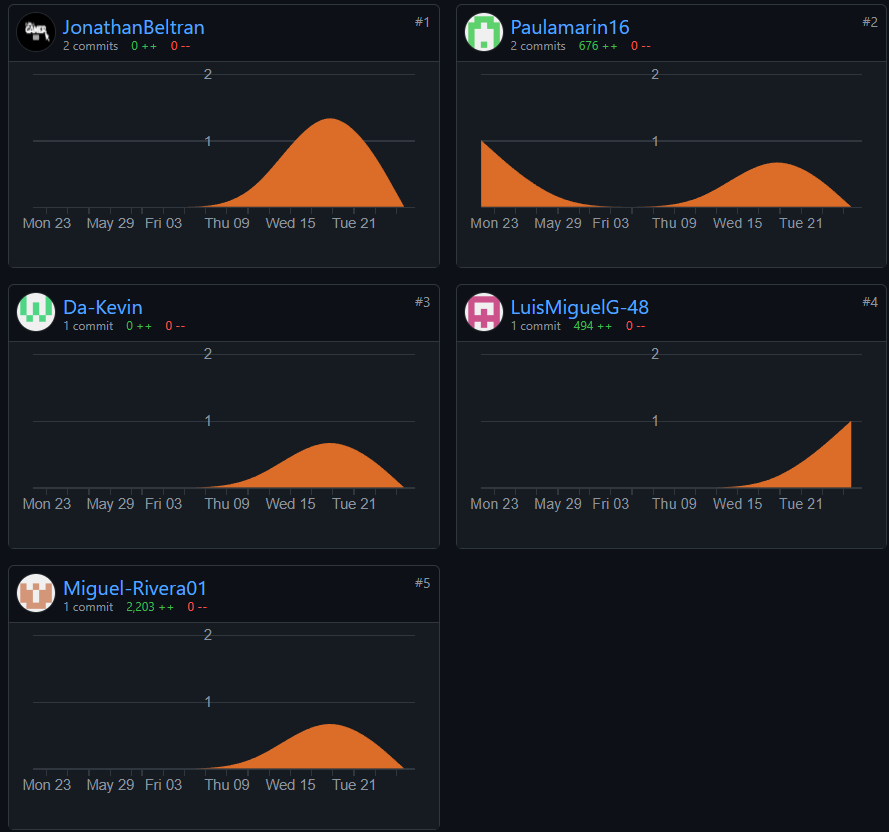 JonathanBeltran
#1
2 commits 0 ++ 0 --
2
1
Mon 23 May 29 Fri 03 Thu 09 Wed 15 Tue 21
Paulamarin16
#2
2 commits 676 ++ 0 --
2
1
Mon 23 May 29 Fri 03 Thu 09 Wed 15 Tue 21
Da-Kevin
#3
1 commit 0 ++ 0 --
2
1
Mon 23 May 29 Fri 03 Thu 09 Wed 15 Tue 21
LuisMiguelG-48
#4
1 commit 494 ++ 0 --
2
1
Mon 23 May 29 Fri 03 Thu 09 Wed 15 Tue 21
Miguel-Rivera01
#5
1 commit 2,203 ++ 0 --
2
1
Mon 23 May 29 Fri 03 Thu 09 Wed 15 Tue 21